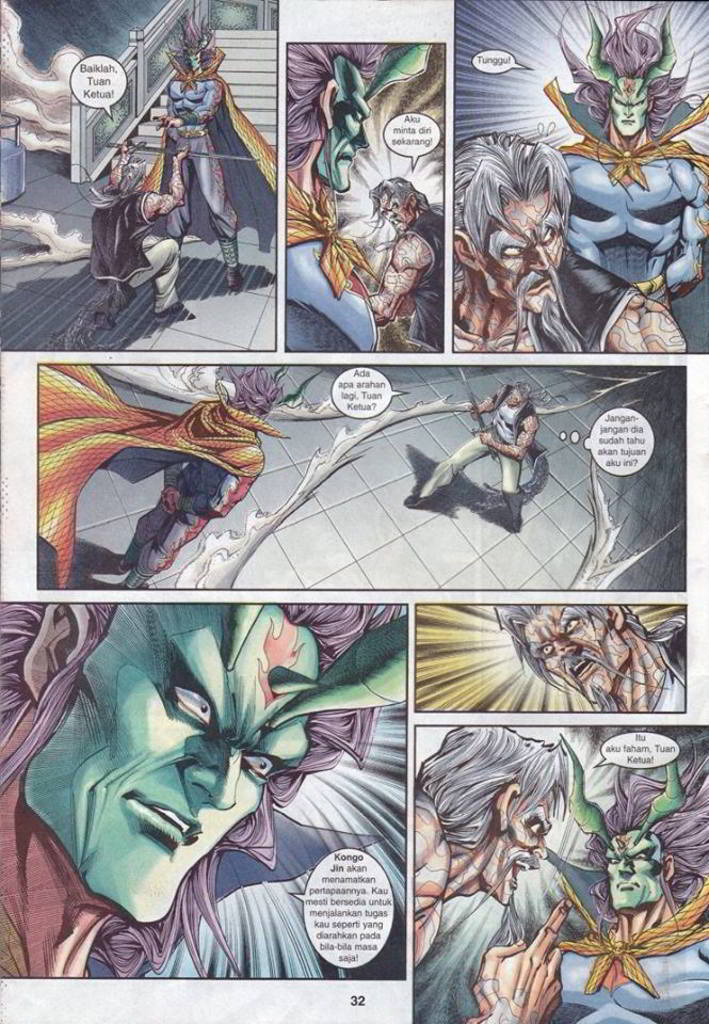 Baiklah,
Tuan
Ketua!
Aku
minta diri
sekarang!
Tunggu!
Ada
apa arahan
lagi, Tuan
Ketua?
Jangan-
jangan dia
sudah tahu
akan tujuan
aku ini?
Kongo
Jin akan
menamatkan
pertapaannya. Kau
mesti bersedia untuk
menjalankan tugas
kau seperti yang
diarahkan pada
bila-bila masa
saja!
Itu
aku faham, Tuan
Ketua!
32